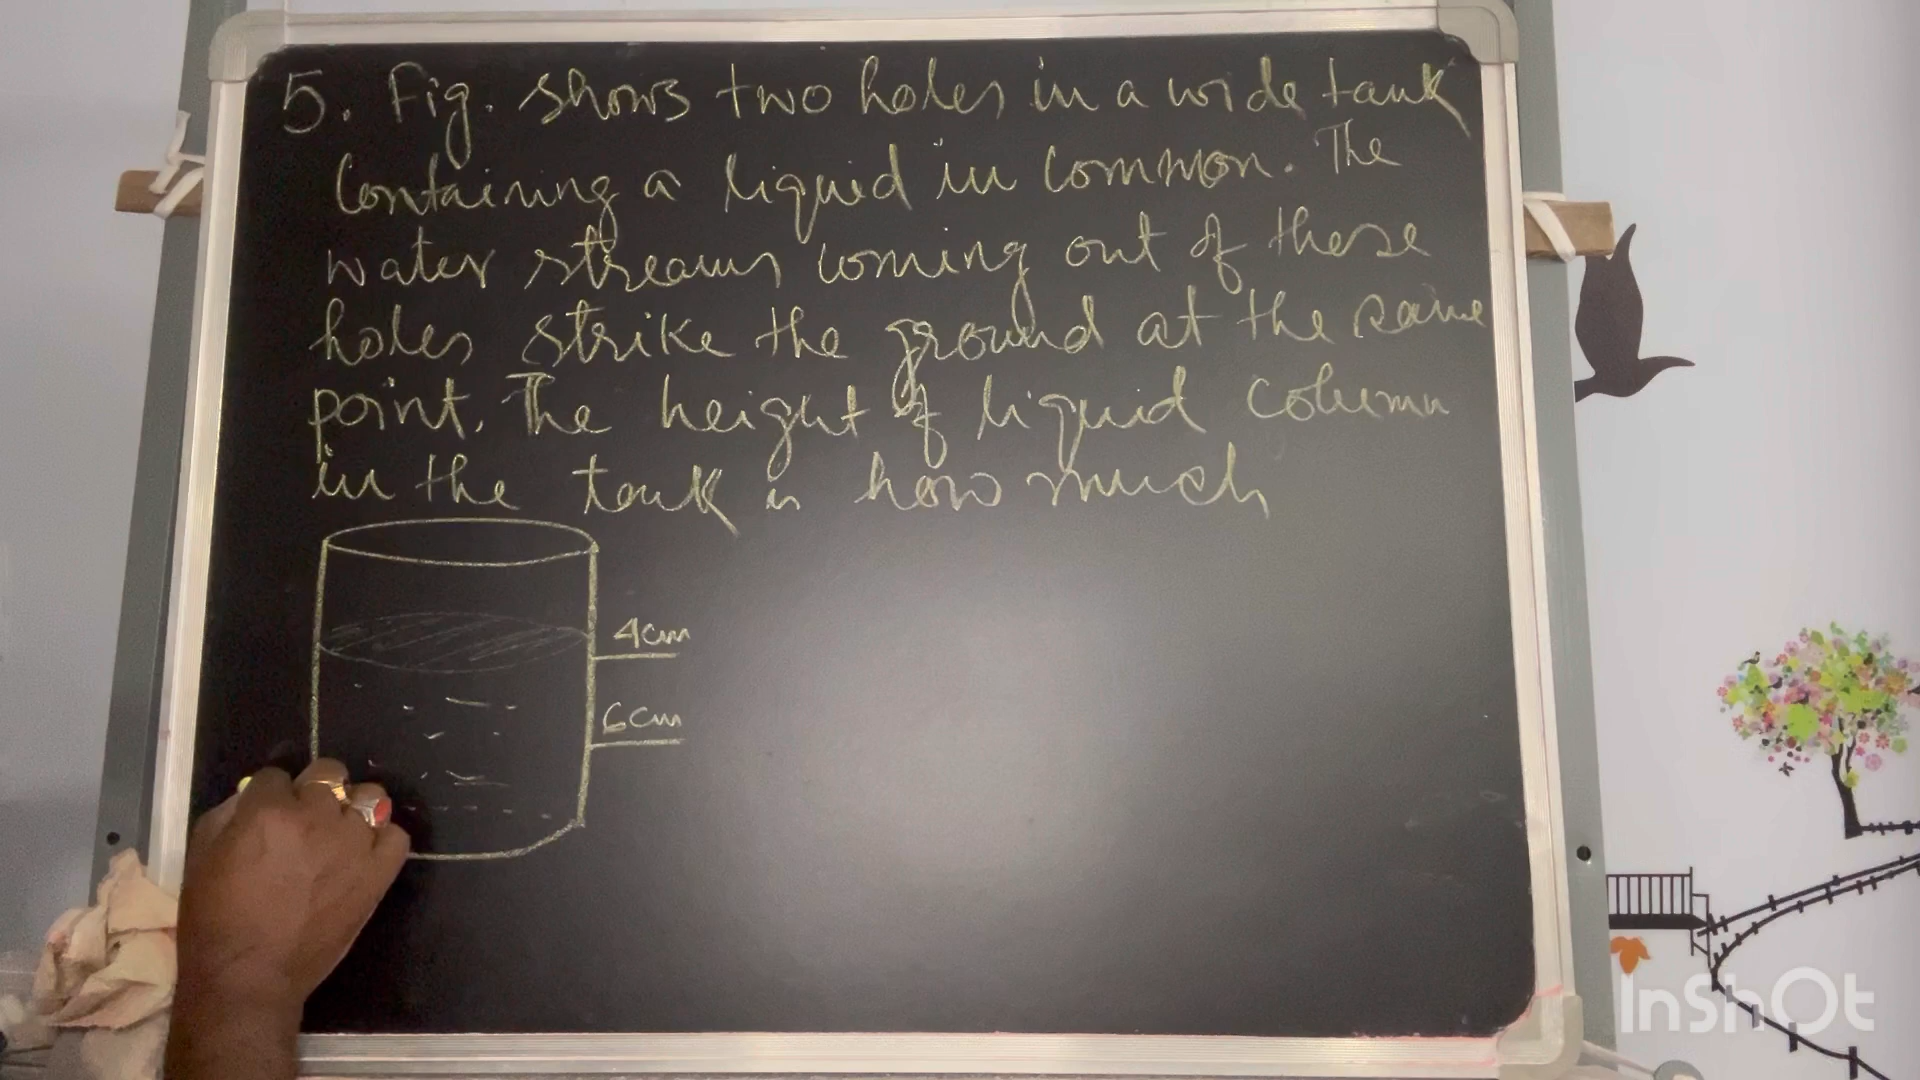 5. Fig. shows two holes in a wide tank
Containing a liquid in common. The
water streams coming out of these
holes strike the ground at the same
point. The height of liquid column
in the tank is how much
4cm
6cm
InShOt